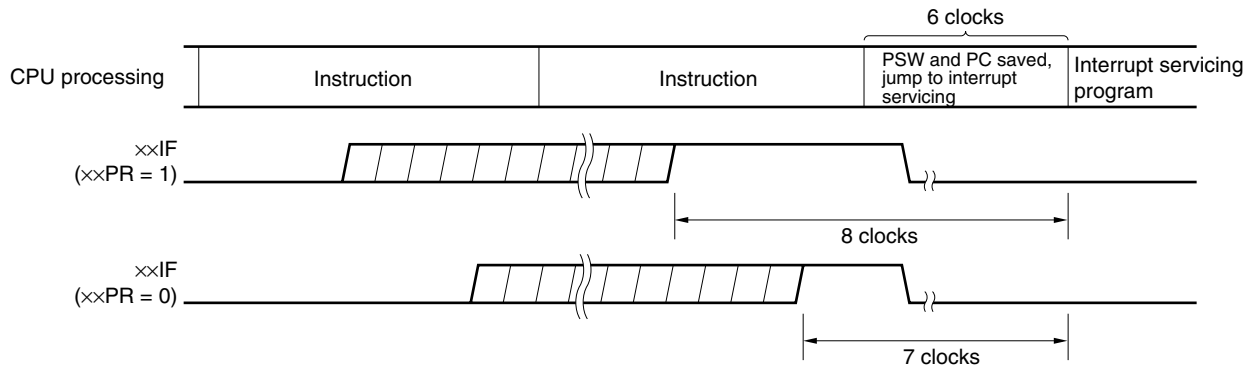 6 clocks
CPU processing
Instruction
Instruction
PSW and PC saved,
jump to interrupt
servicing
Interrupt servicing
program
××IF
(××PR = 1)
8 clocks
××IF
(××PR = 0)
7 clocks